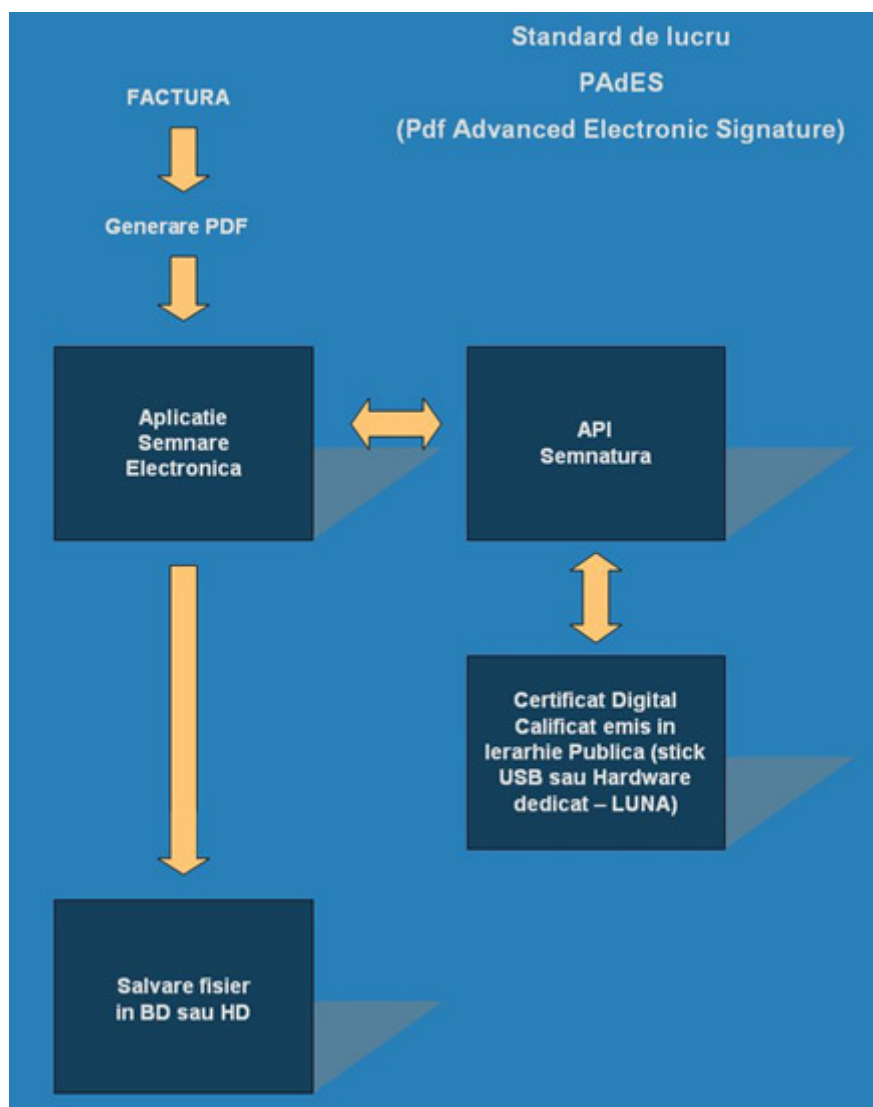 Standard de lucru
PAdES
(Pdf Advanced Electronic Signature)
FACTURA
Generare PDF
Aplicatie
Semnare
Electronica
API
Semnatura
Certificat Digital
Calificat emis in
Ierarhie Publica (stick
USB sau Hardware
dedicat – LUNA)
Salvare fisier
in BD sau HD